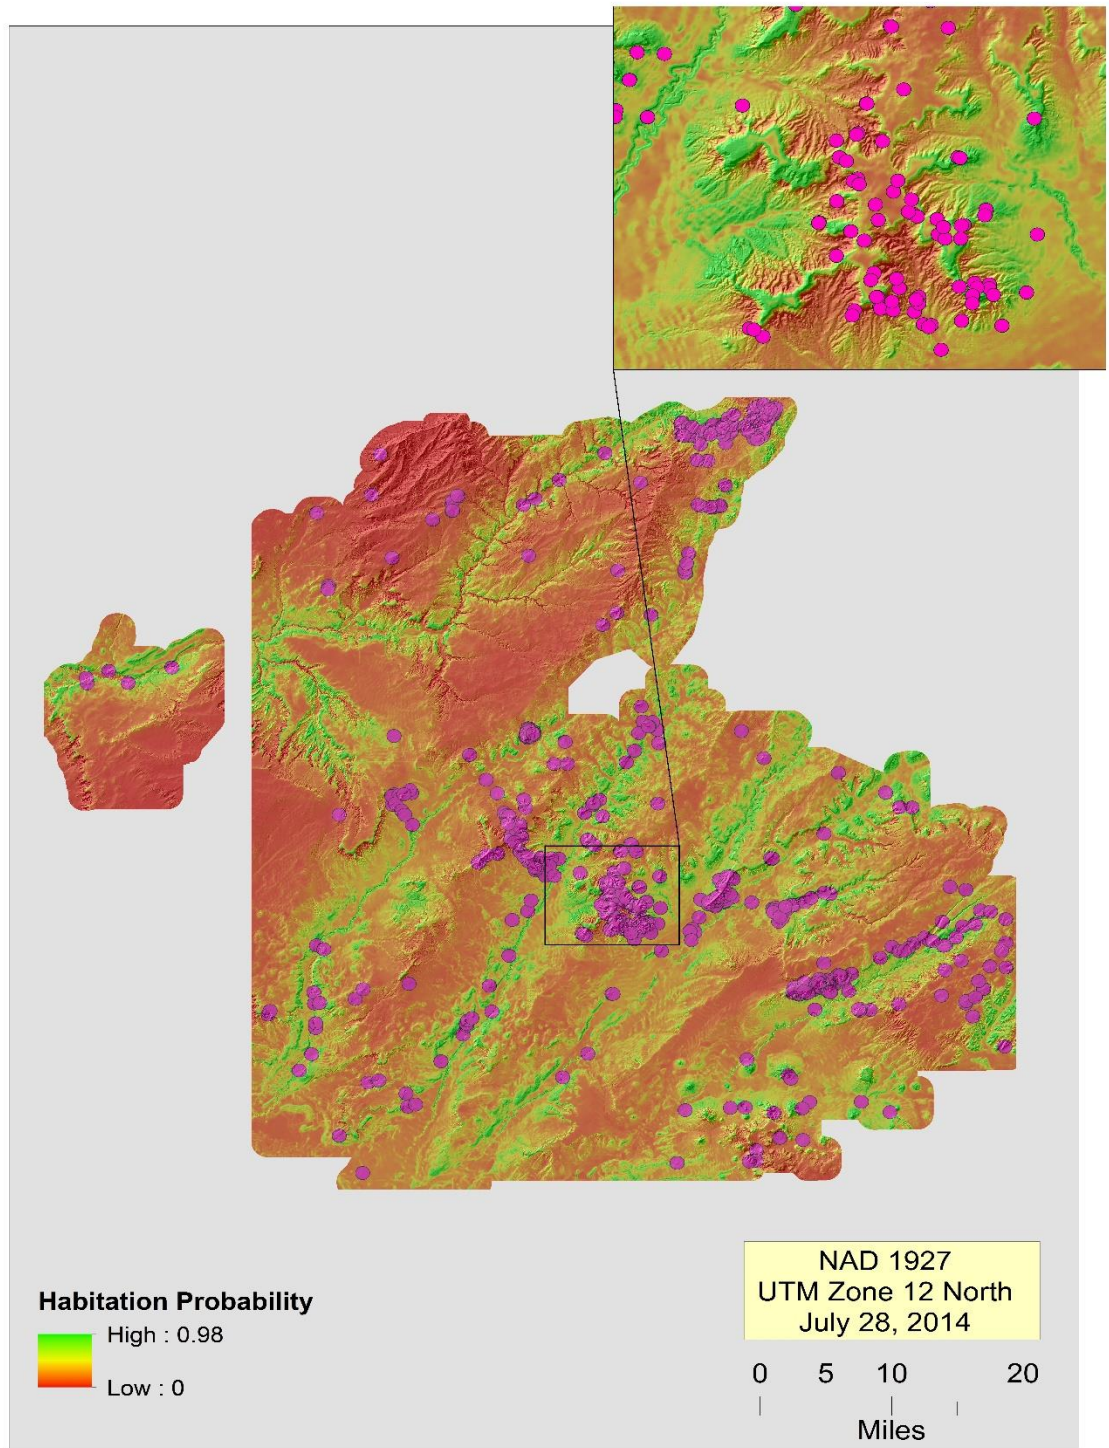 Habitation Probability
High : 0.98
Low : 0
NAD 1927
UTM Zone 12 North
July 28, 2014
0 5 10 20
Miles